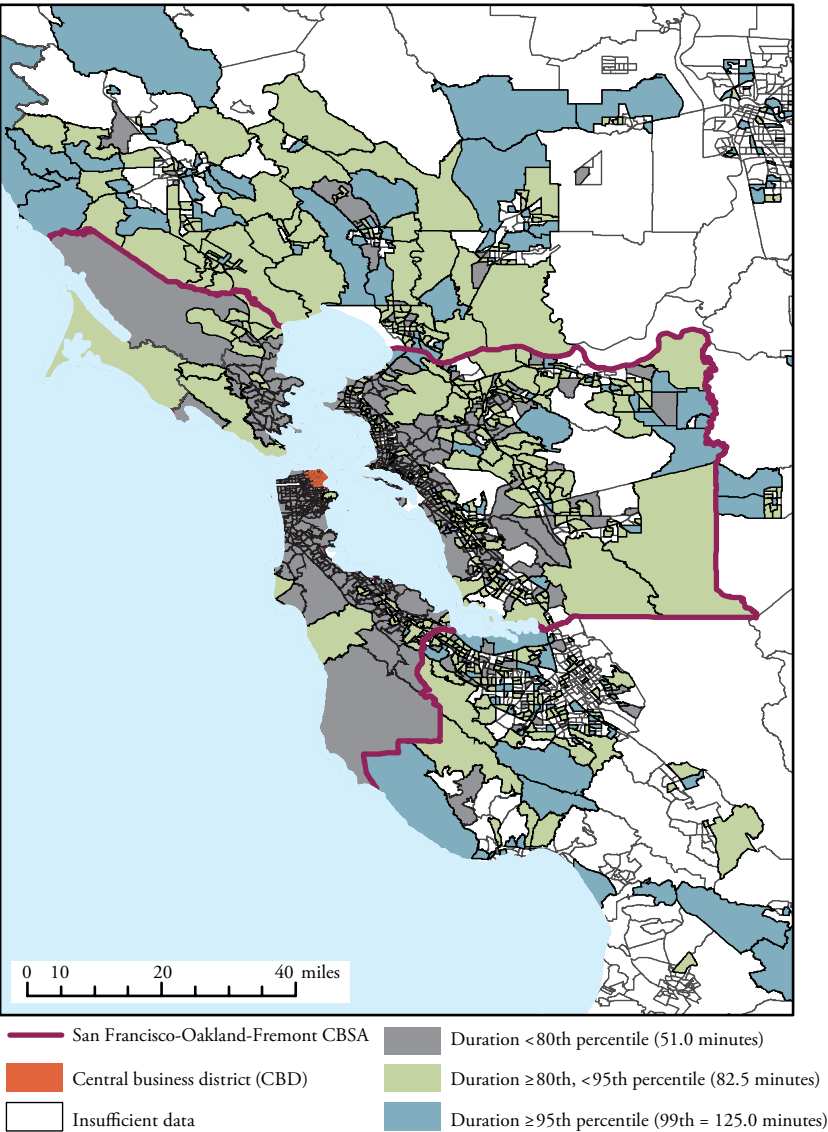 0 10 20 40 miles
San Francisco-Oakland-Fremont CBSA
Central business district (CBD)
Insufficient data
Duration <80th percentile (51.0 minutes)
Duration ≥80th, <95th percentile (82.5 minutes)
Duration ≥95th percentile (99th = 125.0 minutes)